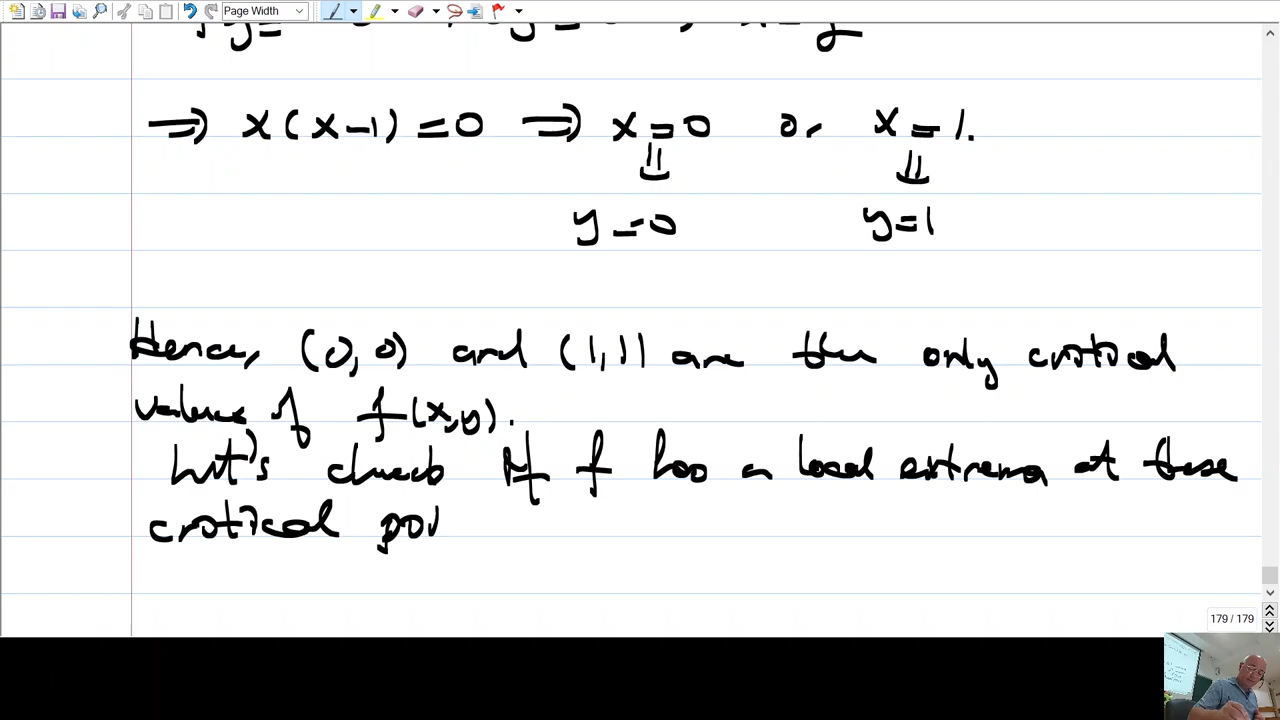 Page Width
⇒ x(x-1)=0 ⇒ x=0 or x=1.
⇓ ⇓
y=0 y=1
Hence, (0,0) and (1,1) are the only critical
values of f(x,y).
Let's check if f has a local extrema at these
critical poi
179 / 179